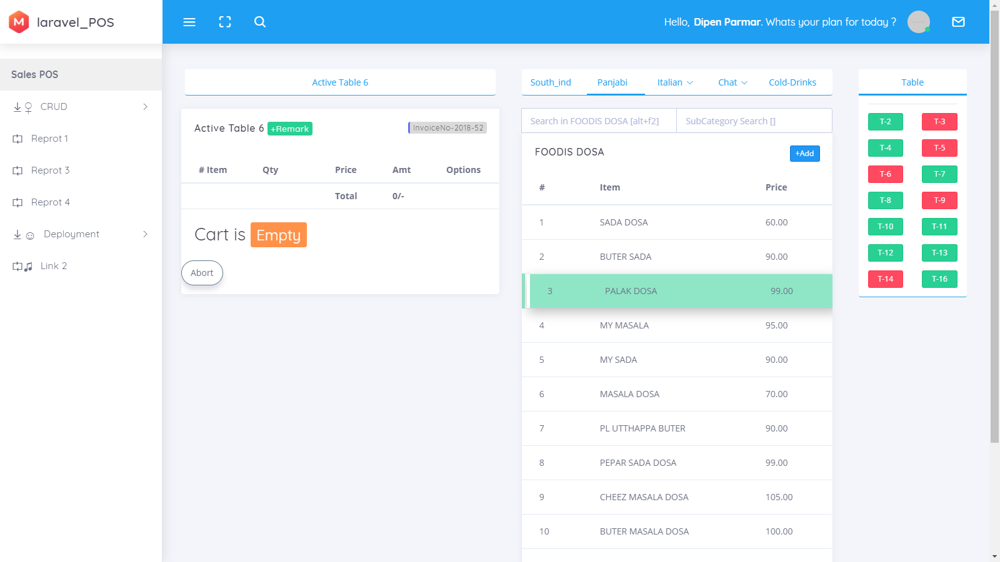 laravel_POS
Hello, Dipen Parmar. Whats your plan for today ?
Sales POS
CRUD
Reprot 1
Reprot 3
Reprot 4
Deployment
Link 2
Active Table 6
Active Table 6 +Remark InvoiceNo-2018-52
# Item Qty Price Amt Options
Total 0/-
Cart is Empty
Abort
South_ind Panjabi Italian Chat Cold-Drinks
Search in FOODIS DOSA [alt+f2] SubCategory Search []
FOODIS DOSA +Add
# Item Price
1 SADA DOSA 60.00
2 BUTER SADA 90.00
3 PALAK DOSA 99.00
4 MY MASALA 95.00
5 MY SADA 90.00
6 MASALA DOSA 70.00
7 PL UTTHAPPA BUTER 90.00
8 PEPAR SADA DOSA 99.00
9 CHEEZ MASALA DOSA 105.00
10 BUTER MASALA DOSA 100.00
Table
T-2 T-3
T-4 T-5
T-6 T-7
T-8 T-9
T-10 T-11
T-12 T-13
T-14 T-16